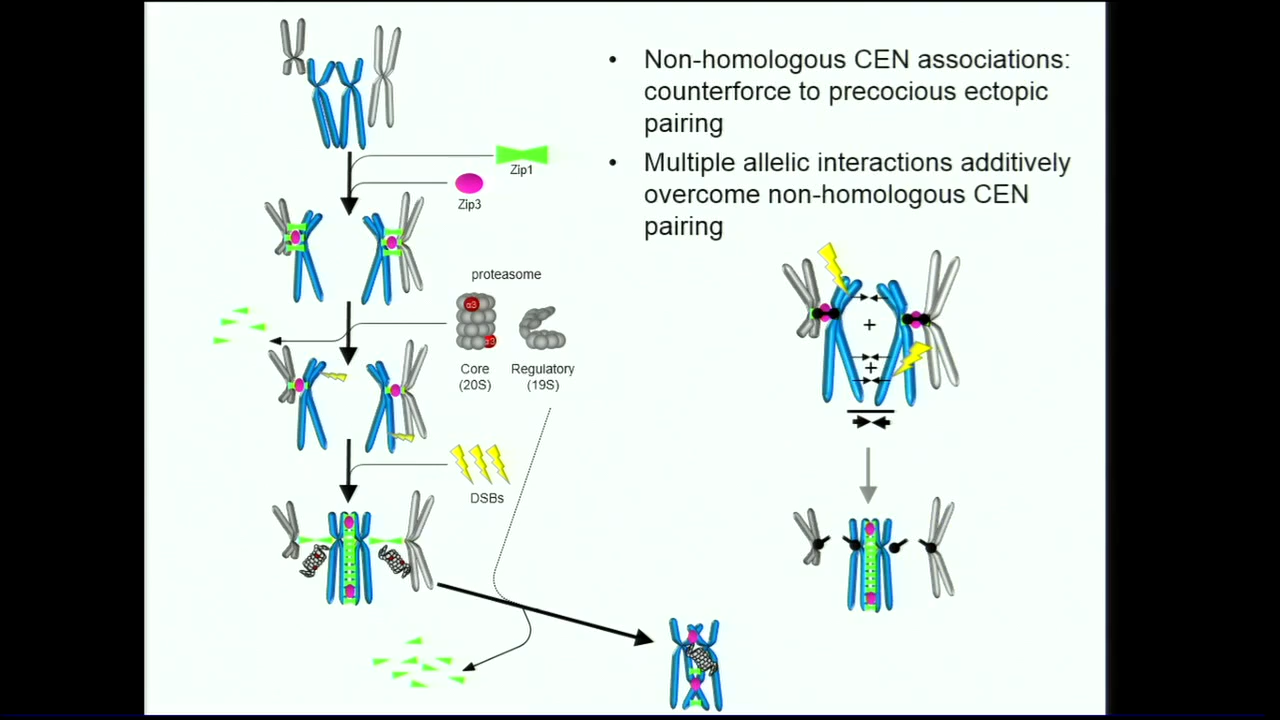 • Non-homologous CEN associations:
counterforce to precocious ectopic
pairing
• Multiple allelic interactions additively
overcome non-homologous CEN
pairing
Zip1
Zip3
proteasome
α3
α3
Core
(20S)
Regulatory
(19S)
DSBs
+
+